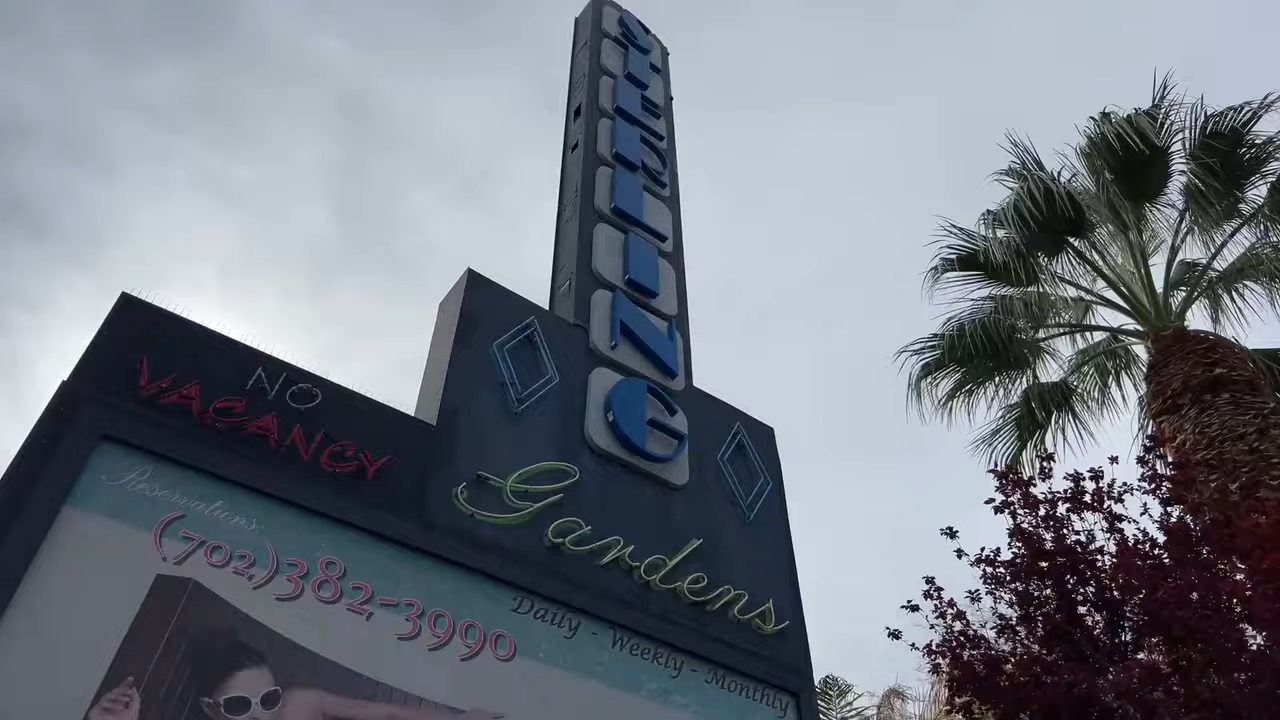 STERLING
Gardens
NO
VACANCY
Reservations:
(702)382-3990
Daily - Weekly - Monthly